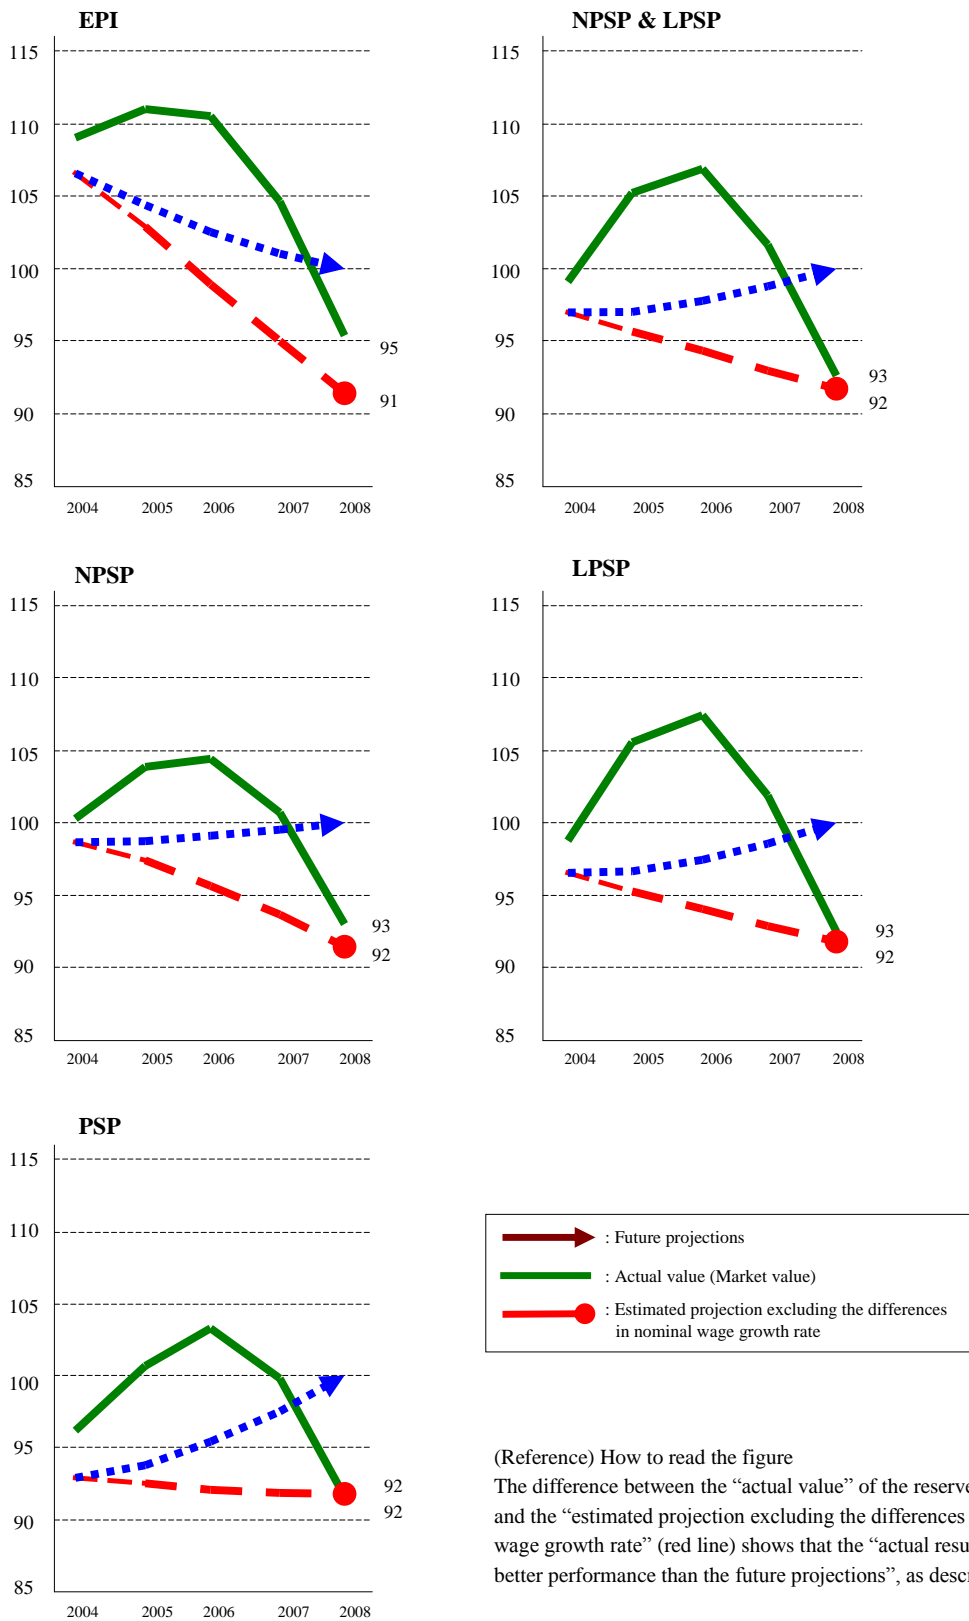 EPI
115
110
105
100
95
90
85
95
91
2004 2005 2006 2007 2008
NPSP & LPSP
115
110
105
100
95
90
85
93
92
2004 2005 2006 2007 2008
NPSP
115
110
105
100
95
90
85
93
92
2004 2005 2006 2007 2008
LPSP
115
110
105
100
95
90
85
93
92
2004 2005 2006 2007 2008
PSP
115
110
105
100
95
90
85
92
92
2004 2005 2006 2007 2008
: Future projections
: Actual value (Market value)
: Estimated projection excluding the differences
in nominal wage growth rate
(Reference) How to read the figure
The difference between the “actual value” of the reserve
and the “estimated projection excluding the differences
wage growth rate” (red line) shows that the “actual resu
better performance than the future projections”, as descr